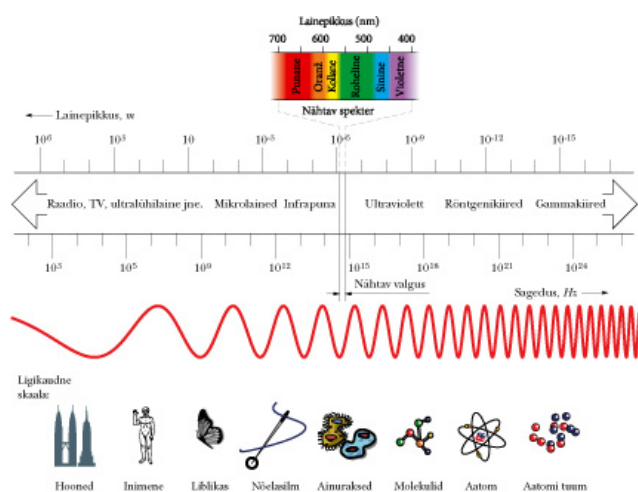 Lainepikkus (nm)
700 600 500 400
Punane Oranž Kollane Roheline Sinine Violetne
Nähtav spekter
Lainepikkus, m
10⁶ 10³ 10 10⁻³ 10⁻⁶ 10⁻⁹ 10⁻¹² 10⁻¹⁵
Raadio, TV, ultralühilaine jne. Mikrolained Infrapuna Ultraviolett Röntgenikiired Gammakiired
10³ 10⁵ 10⁹ 10¹² 10¹⁵ 10¹⁸ 10²¹ 10²⁴
Nähtav valgus
Sagedus, Hz
Ligikaudne
skaala:
Hooned Inimene Liblikas Nõelasilm Ainuraksed Molekulid Aatom Aatomi tuum